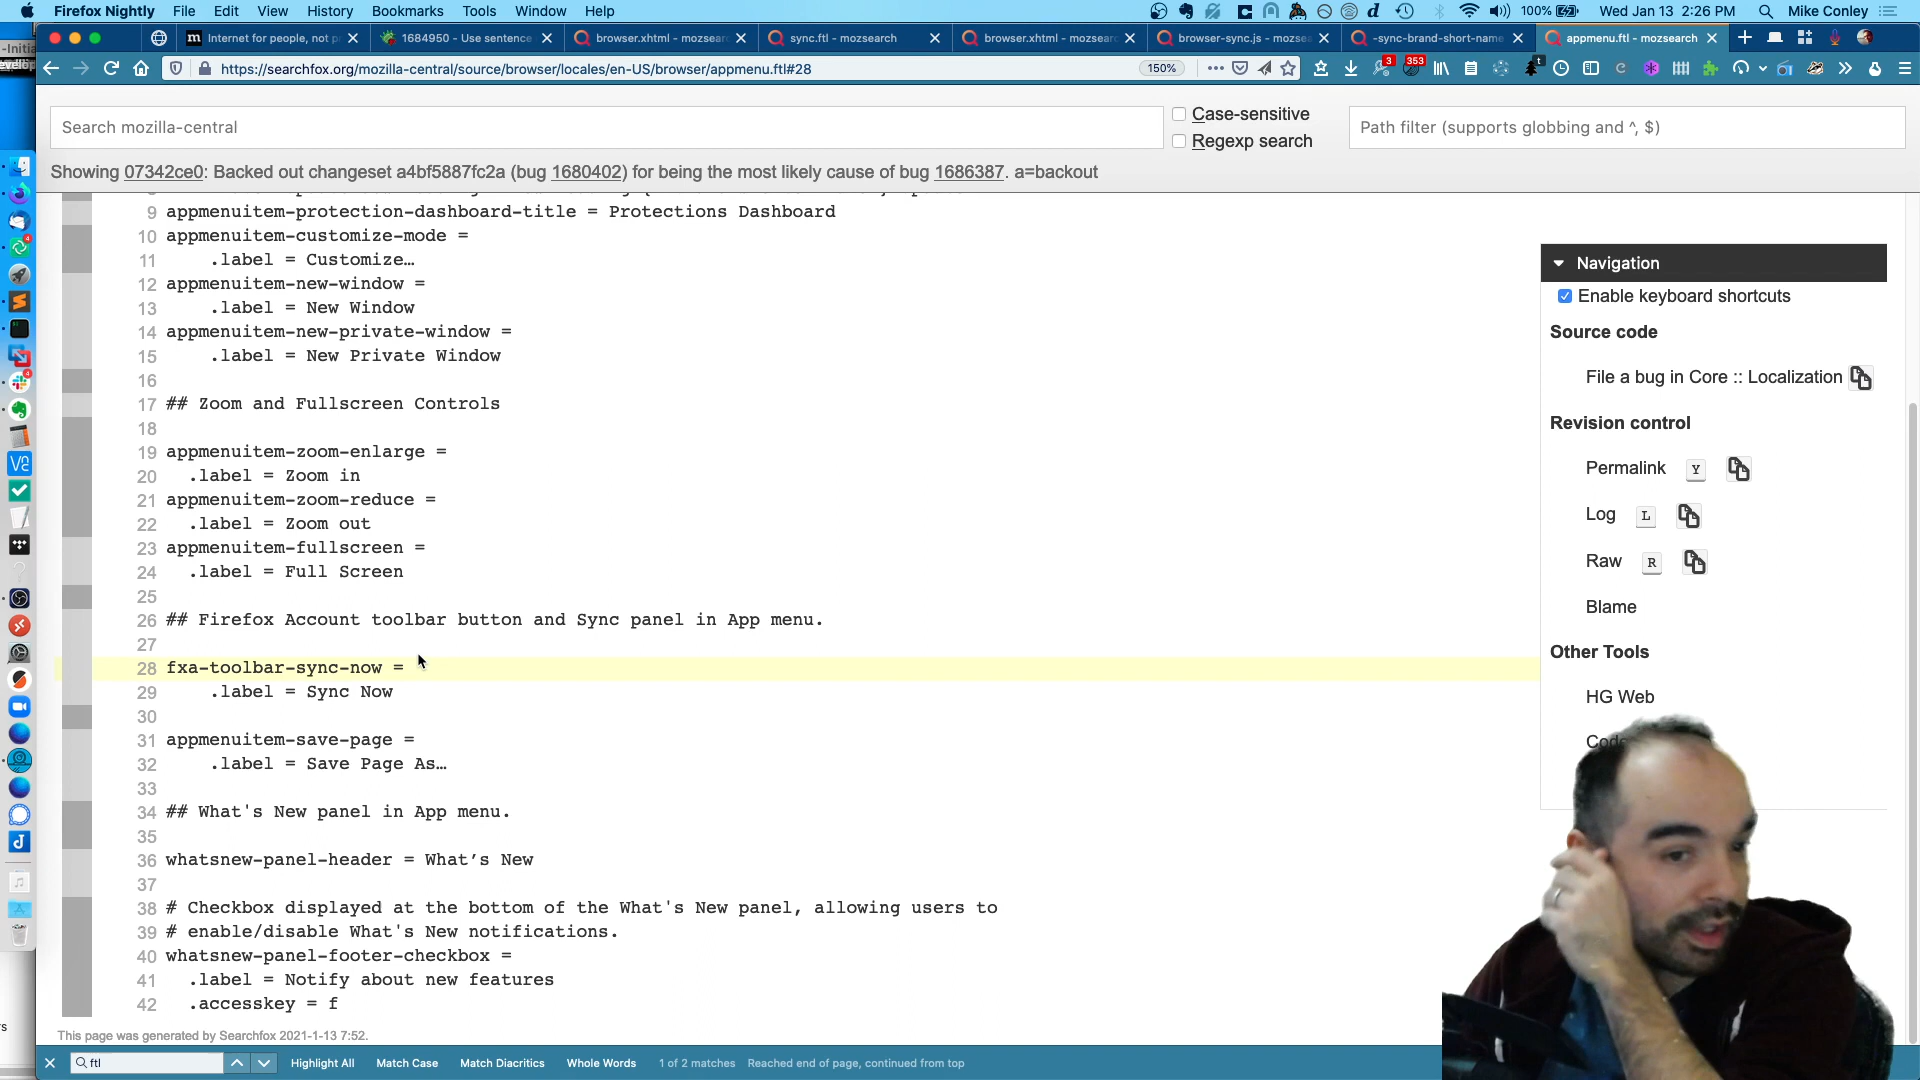 Firefox Nightly File Edit View History Bookmarks Tools Window Help 100% Wed Jan 13 2:26 PM Mike Conley
Internet for people, not p 1684950 - Use sentence browser.xhtml - mozsear sync.ftl - mozsearch browser.xhtml - mozsearc browser-sync.js - mozse -sync-brand-short-name appmenu.ftl - mozsearch
https://searchfox.org/mozilla-central/source/browser/locales/en-US/browser/appmenu.ftl#28 150% 3 353
Search mozilla-central
Case-sensitive
Regexp search
Path filter (supports globbing and ^, $)
Showing 07342ce0: Backed out changeset a4bf5887fc2a (bug 1680402) for being the most likely cause of bug 1686387. a=backout
9 appmenuitem-protection-dashboard-title = Protections Dashboard
10 appmenuitem-customize-mode =
11 .label = Customize…
12 appmenuitem-new-window =
13 .label = New Window
14 appmenuitem-new-private-window =
15 .label = New Private Window
16
17 ## Zoom and Fullscreen Controls
18
19 appmenuitem-zoom-enlarge =
20 .label = Zoom in
21 appmenuitem-zoom-reduce =
22 .label = Zoom out
23 appmenuitem-fullscreen =
24 .label = Full Screen
25
26 ## Firefox Account toolbar button and Sync panel in App menu.
27
28 fxa-toolbar-sync-now =
29 .label = Sync Now
30
31 appmenuitem-save-page =
32 .label = Save Page As…
33
34 ## What's New panel in App menu.
35
36 whatsnew-panel-header = What’s New
37
38 # Checkbox displayed at the bottom of the What's New panel, allowing users to
39 # enable/disable What's New notifications.
40 whatsnew-panel-footer-checkbox =
41 .label = Notify about new features
42 .accesskey = f
This page was generated by Searchfox 2021-1-13 7:52.
Navigation
Enable keyboard shortcuts
Source code
File a bug in Core :: Localization
Revision control
Permalink Y
Log L
Raw R
Blame
Other Tools
HG Web
ftl Highlight All Match Case Match Diacritics Whole Words 1 of 2 matches Reached end of page, continued from top